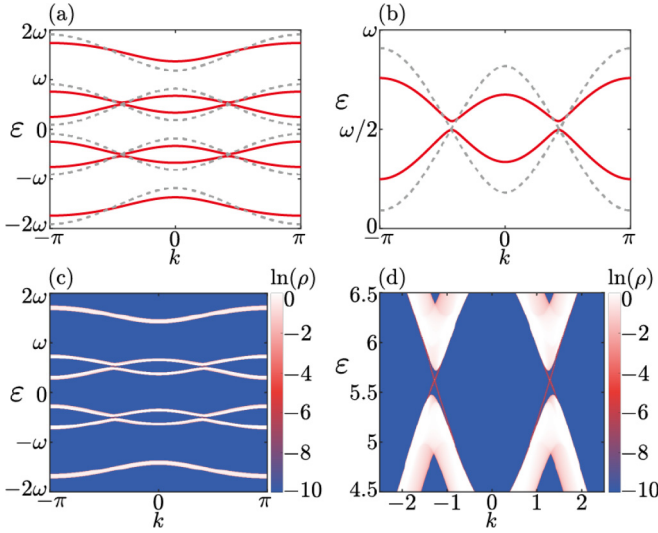 (a)
2ω
ω
ε 0
−ω
−2ω
−π 0 π
k
(b)
ω
ε
ω/2
0
−π 0 π
k
(c) ln(ρ)
2ω 0
ω −2
−4
ε 0
−6
−ω −8
−2ω −10
−π 0 π
k
(d) ln(ρ)
6.5 0
6 −2
ε −4
5.5
−6
5 −8
4.5 −10
−2 −1 0 1 2
k